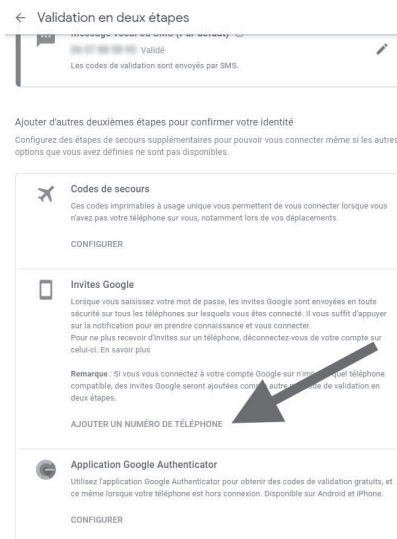 ← Validation en deux étapes
Message vocal ou SMS (Par défaut)
Validé
Les codes de validation sont envoyés par SMS.
Ajouter d'autres deuxièmes étapes pour confirmer votre identité
Configurez des étapes de secours supplémentaires pour pouvoir vous connecter même si les autres
options que vous avez définies ne sont pas disponibles.
Codes de secours
Ces codes imprimables à usage unique vous permettent de vous connecter lorsque vous
n'avez pas votre téléphone sur vous, notamment lors de vos déplacements.
CONFIGURER
Invites Google
Lorsque vous saisissez votre mot de passe, les invites Google sont envoyées en toute
sécurité sur tous les téléphones sur lesquels vous êtes connecté. Il vous suffit d'appuyer
sur la notification pour en prendre connaissance et vous connecter.
Pour ne plus recevoir d'invites sur un téléphone, déconnectez-vous de votre compte sur
celui-ci. En savoir plus
Remarque : Si vous vous connectez à votre compte Google sur quel téléphone
compatible, des invites Google seront ajoutées autre de validation en
deux étapes.
AJOUTER UN NUMÉRO DE TÉLÉPHONE
Application Google Authenticator
Utilisez l'application Google Authenticator pour obtenir des codes de validation gratuits, et
ce même lorsque votre téléphone est hors connexion. Disponible sur Android et iPhone.
CONFIGURER